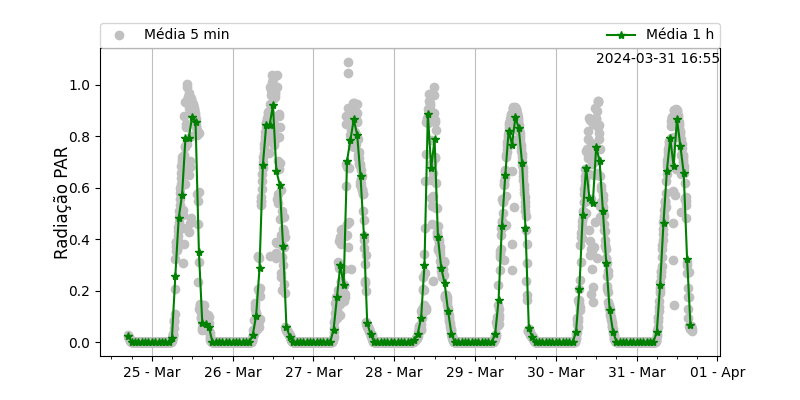 Média 5 min
Média 1 h
2024-03-31 16:55
Radiação PAR
1.0
0.8
0.6
0.4
0.2
0.0
25 - Mar
26 - Mar
27 - Mar
28 - Mar
29 - Mar
30 - Mar
31 - Mar
01 - Apr